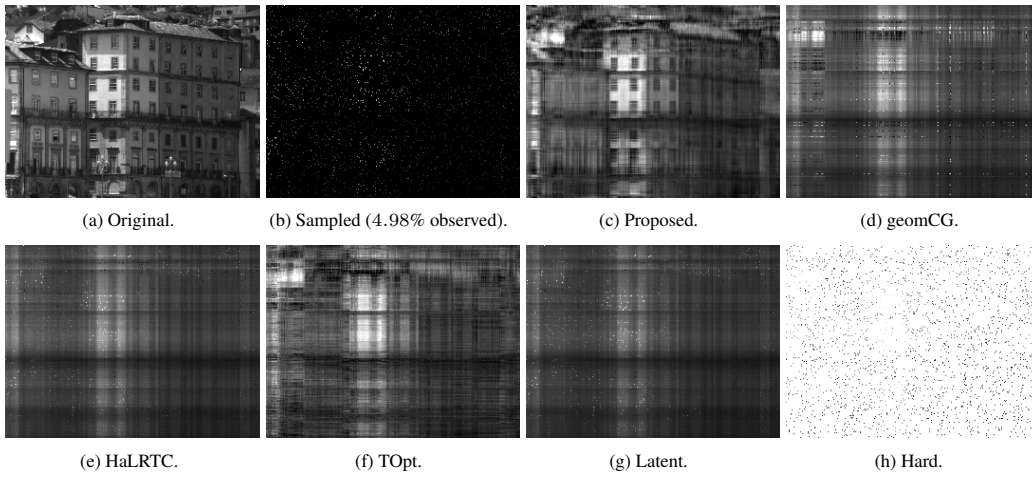 (a) Original.
(b) Sampled (4.98% observed).
(c) Proposed.
(d) geomCG.
(e) HaLRTC.
(f) TOpt.
(g) Latent.
(h) Hard.